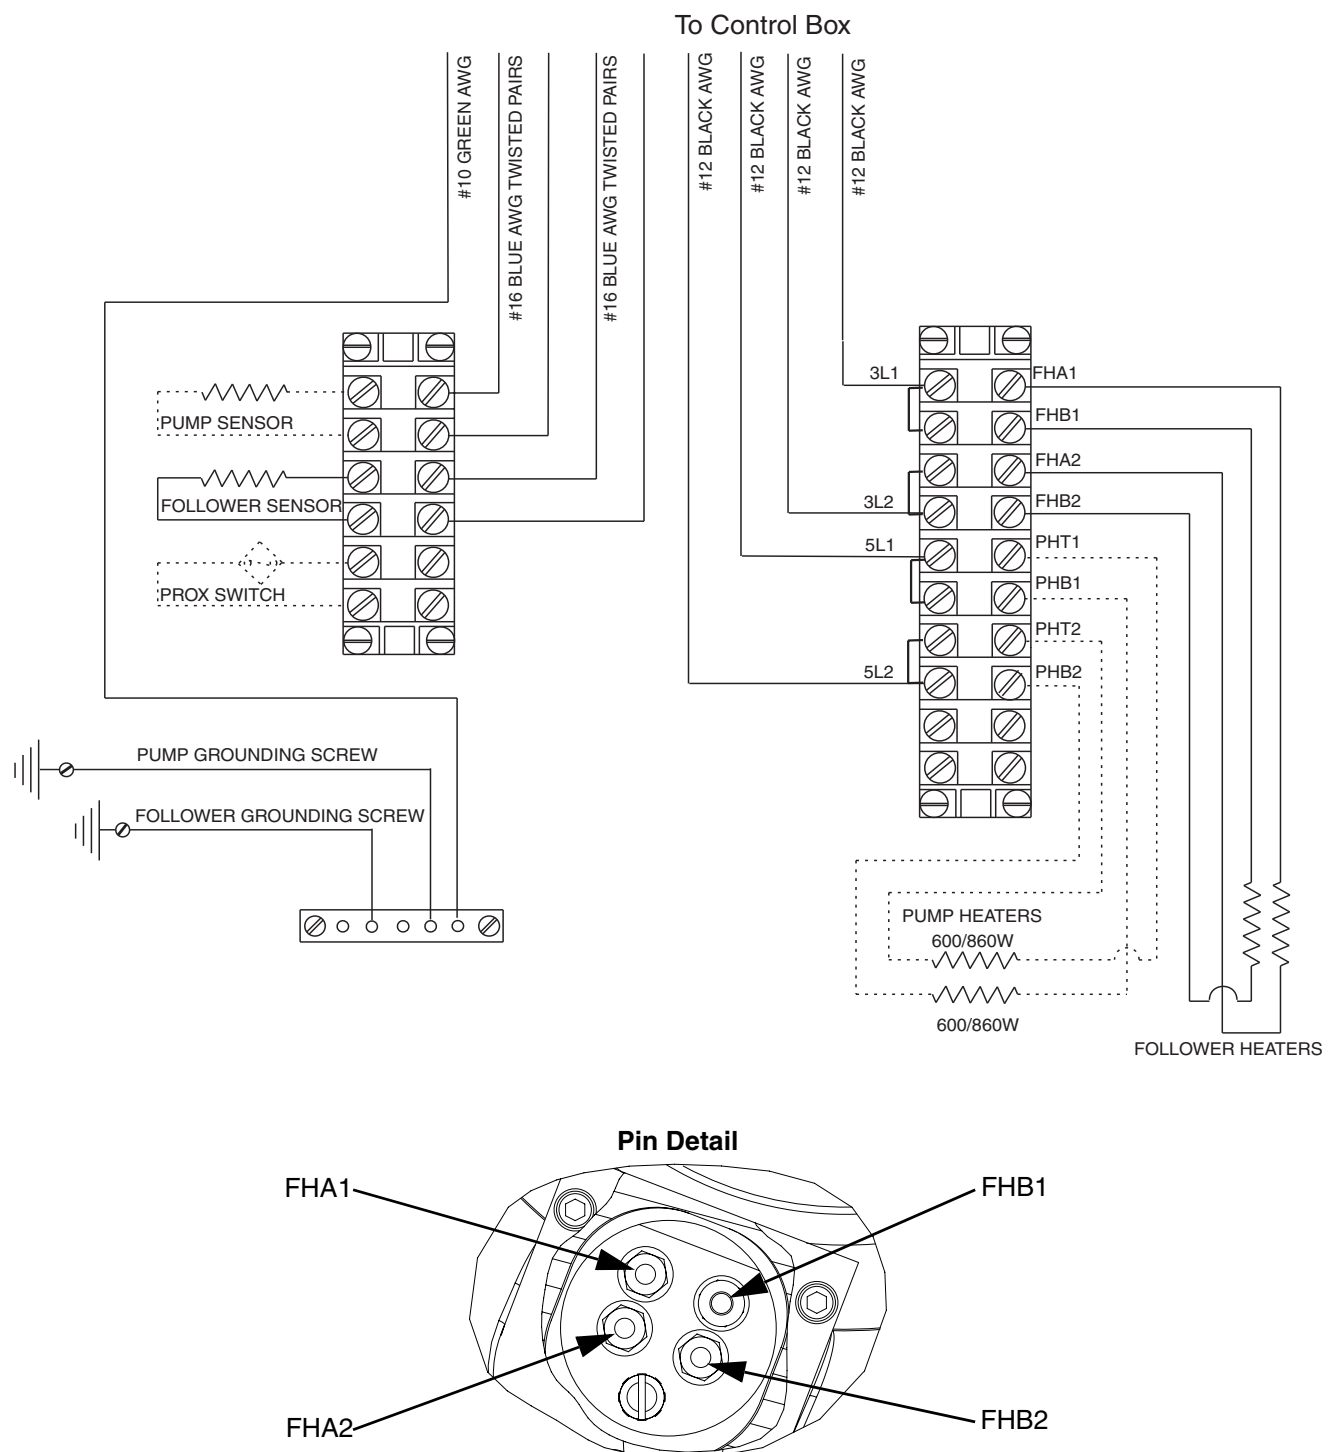 To Control Box
#10 GREEN AWG
#16 BLUE AWG TWISTED PAIRS
#16 BLUE AWG TWISTED PAIRS
#12 BLACK AWG
#12 BLACK AWG
#12 BLACK AWG
#12 BLACK AWG
PUMP SENSOR
FOLLOWER SENSOR
PROX SWITCH
3L1
3L2
5L1
5L2
FHA1
FHB1
FHA2
FHB2
PHT1
PHB1
PHT2
PHB2
PUMP GROUNDING SCREW
FOLLOWER GROUNDING SCREW
PUMP HEATERS
600/860W
600/860W
FOLLOWER HEATERS
Pin Detail
FHA1
FHB1
FHA2
FHB2